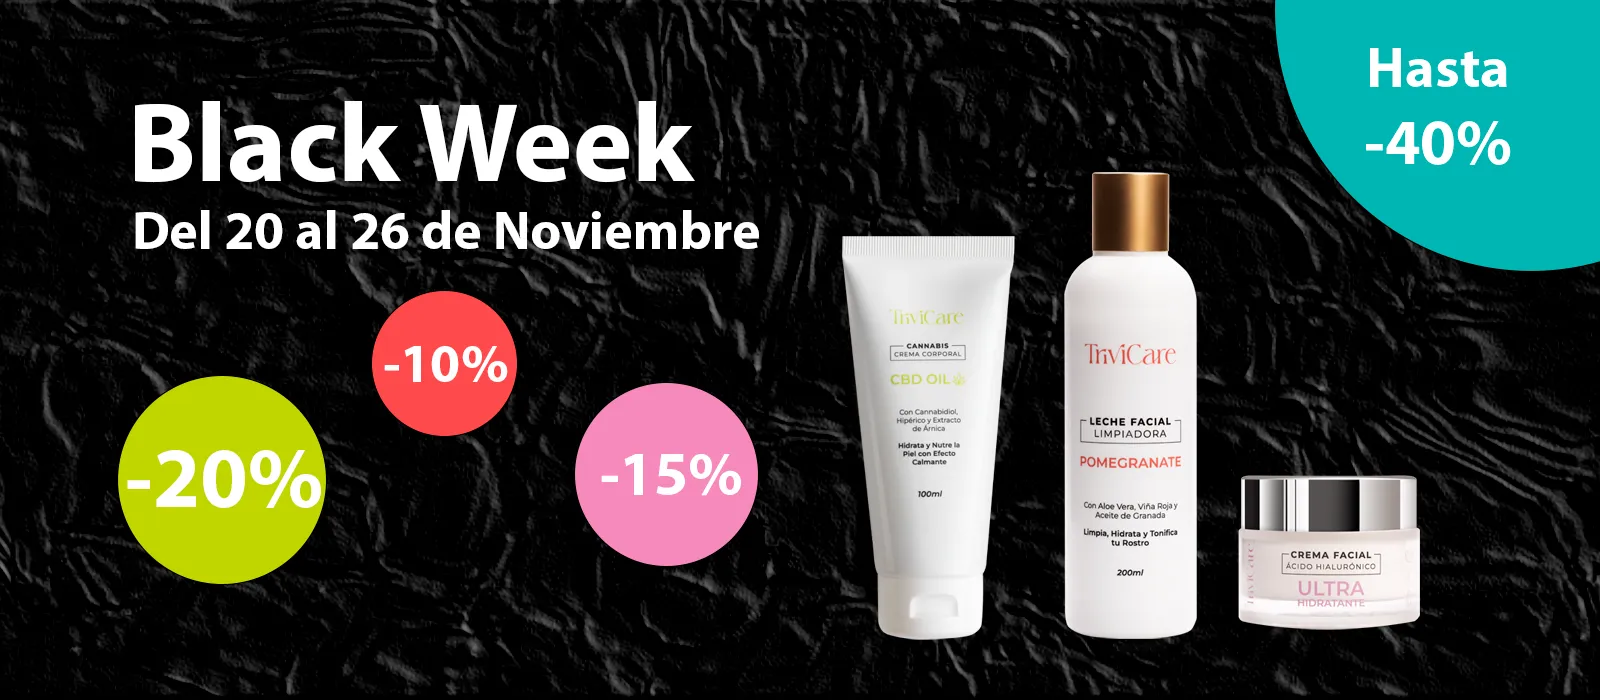 Black Week
Del 20 al 26 de Noviembre
Hasta
-40%
-10%
-20%
-15%
TriviCare
CANNABIS
CREMA CORPORAL
CBD OIL
Con Cannabidiol,
Hipérico y Extracto
de Árnica
Hidrata y Nutre la
Piel con Efecto
Calmante
100ml
TriviCare
LECHE FACIAL
LIMPIADORA
POMEGRANATE
Con Aloe Vera, Viña Roja y
Aceite de Granada
Limpia, Hidrata y Tonifica
tu Rostro
200ml
TriviCare
CREMA FACIAL
ÁCIDO HIALURÓNICO
ULTRA
HIDRATANTE